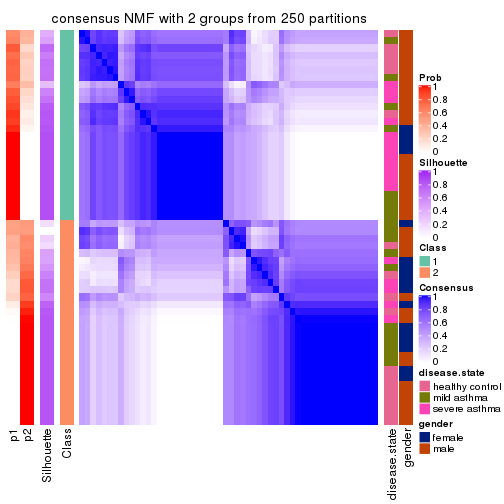 consensus NMF with 2 groups from 250 partitions
Prob
1
0.8
0.6
0.4
0.2
0
Silhouette
1
0.8
0.6
0.4
0.2
0
Class
1
2
Consensus
1
0.8
0.6
0.4
0.2
0
disease.state
healthy control
mild asthma
severe asthma
gender
female
male
p1
p2
Silhouette
Class
disease.state
gender